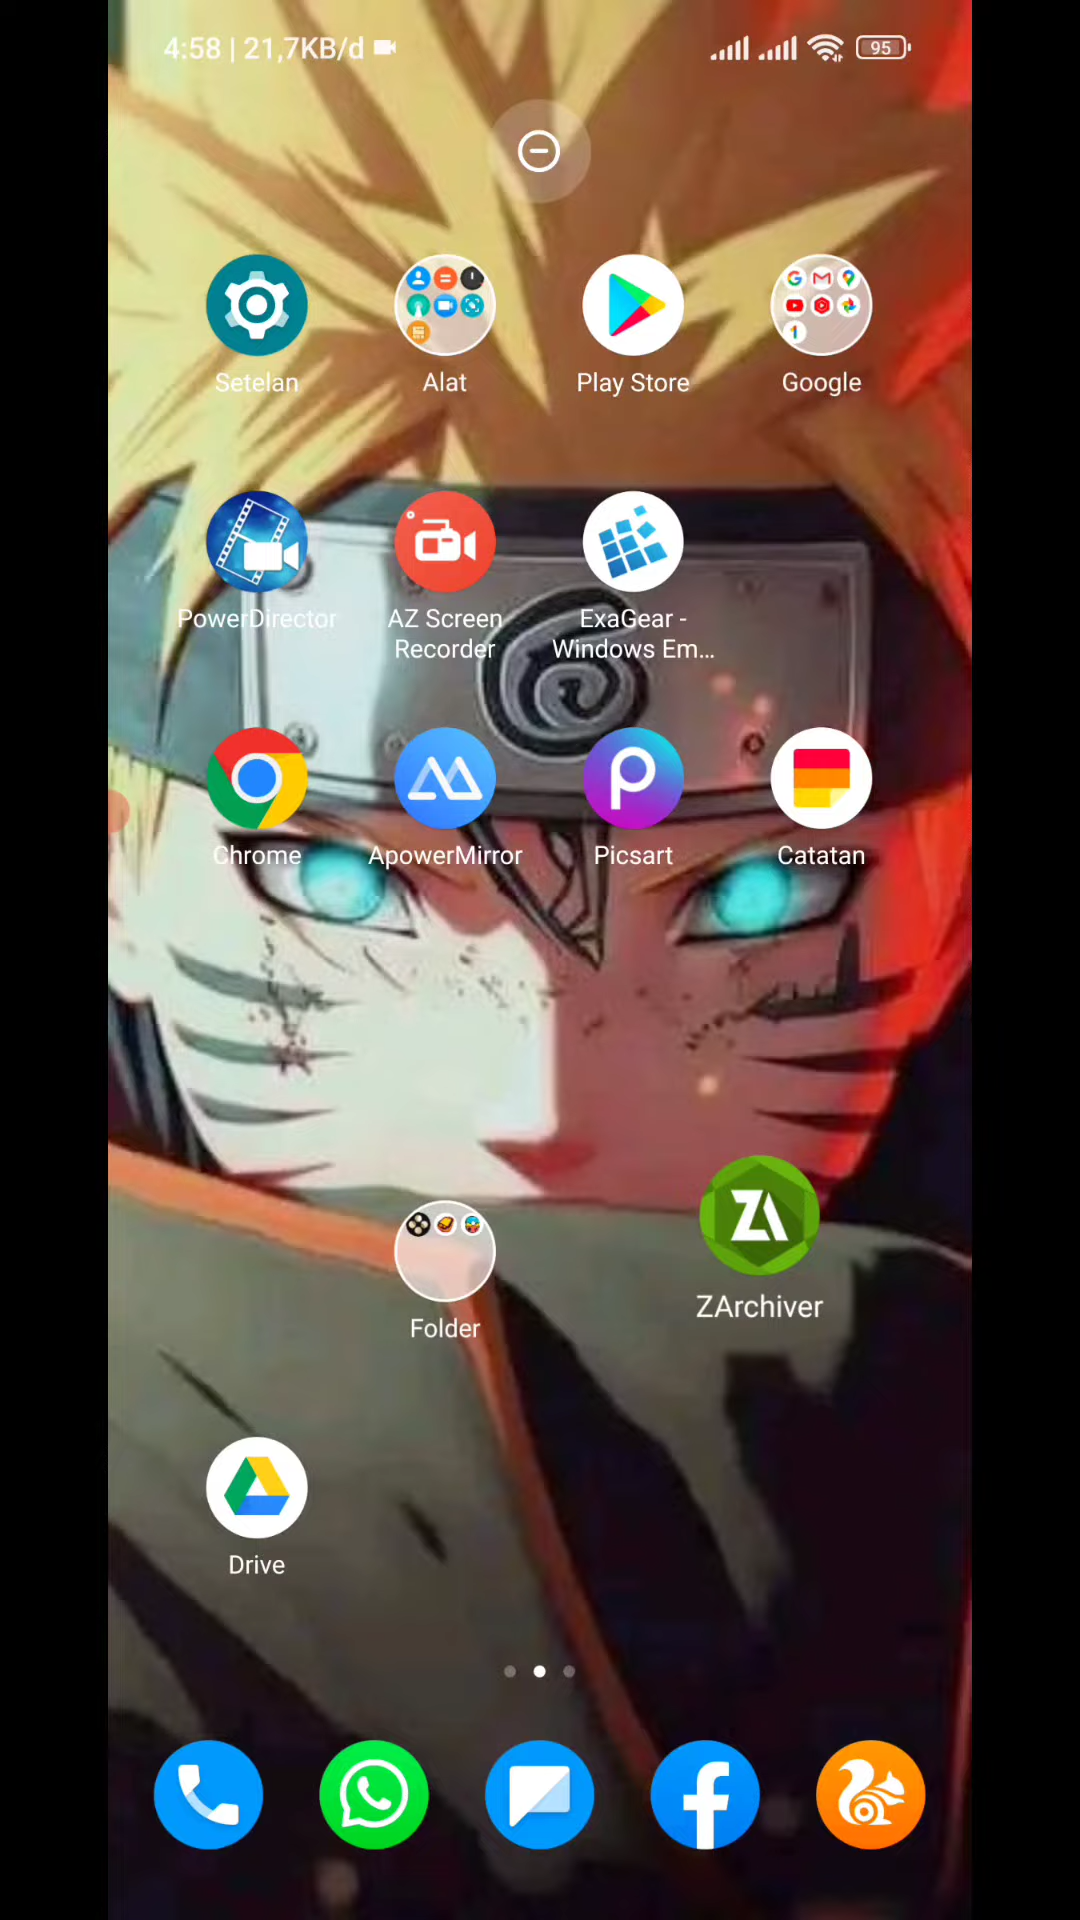 4:58 | 21,7KB/d
95
Setelan
Alat
Play Store
Google
PowerDirector
AZ Screen
Recorder
ExaGear -
Windows Em...
Chrome
ApowerMirror
Picsart
Catatan
Folder
ZA
ZArchiver
Drive